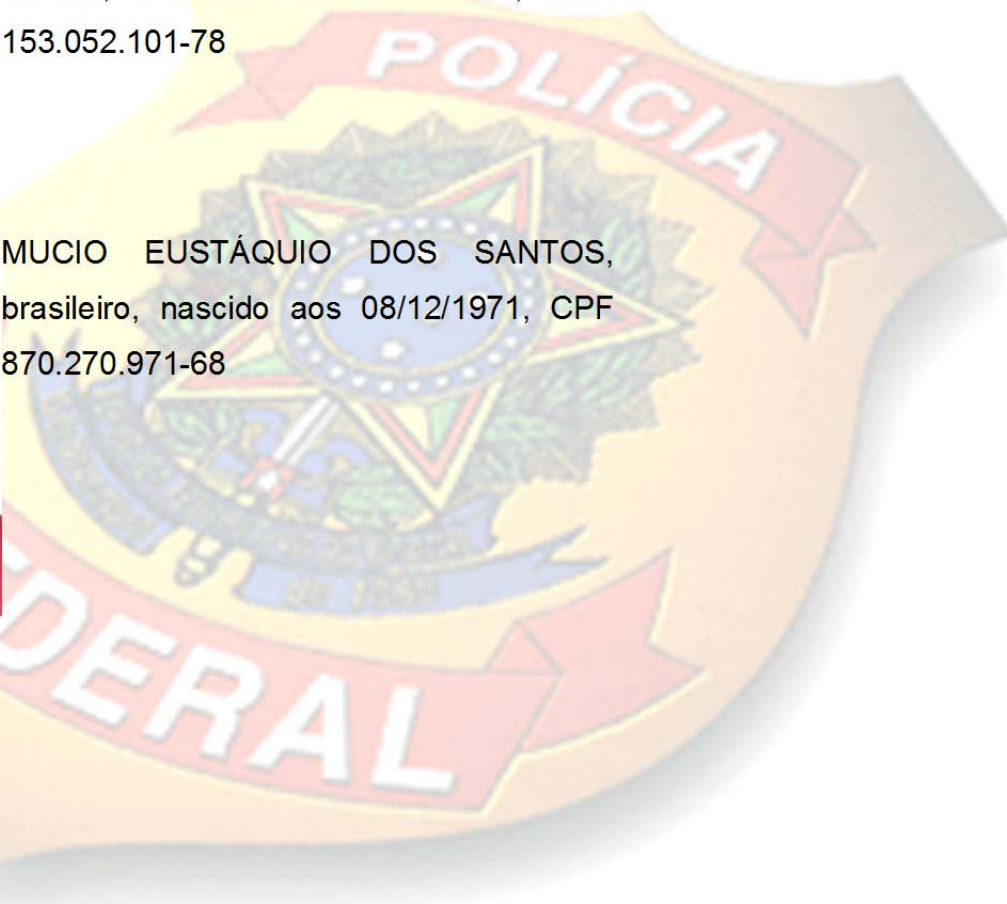 153.052.101-78
POLÍCIA
MUCIO EUSTÁQUIO DOS SANTOS,
brasileiro, nascido aos 08/12/1971, CPF
870.270.971-68
DERAL